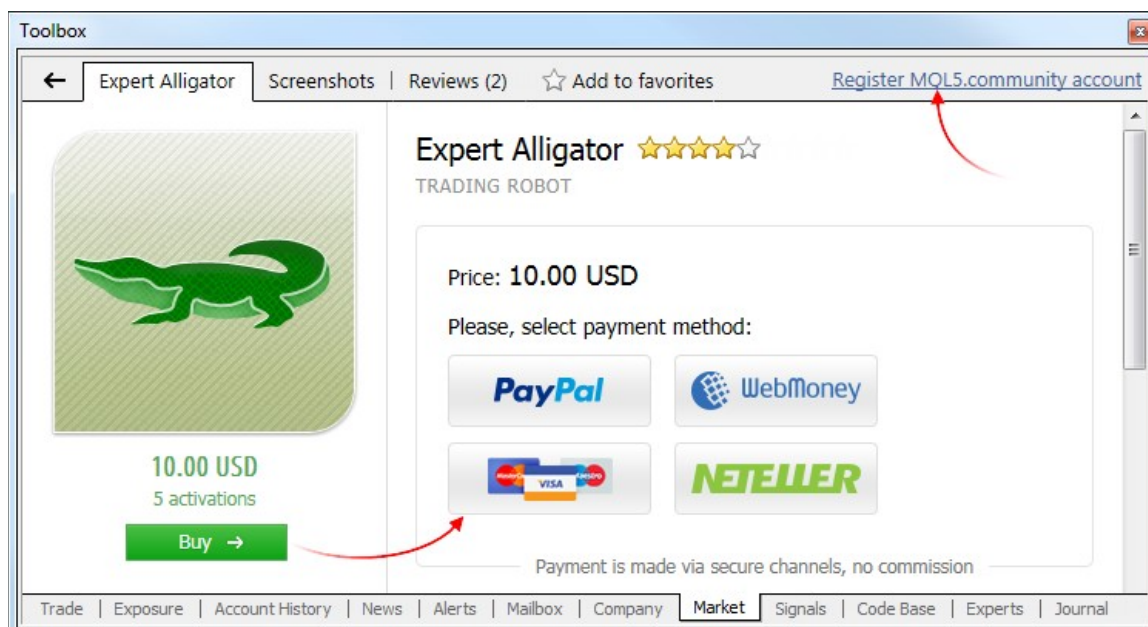 Toolbox
Expert Alligator Screenshots | Reviews (2) Add to favorites Register MQL5.community account
Expert Alligator
TRADING ROBOT
Price: 10.00 USD
Please, select payment method:
PayPal WebMoney
MasterCard VISA Maestro NETELLER
10.00 USD
5 activations
Buy →
Payment is made via secure channels, no commission
Trade | Exposure | Account History | News | Alerts | Mailbox | Company | Market | Signals | Code Base | Experts | Journal